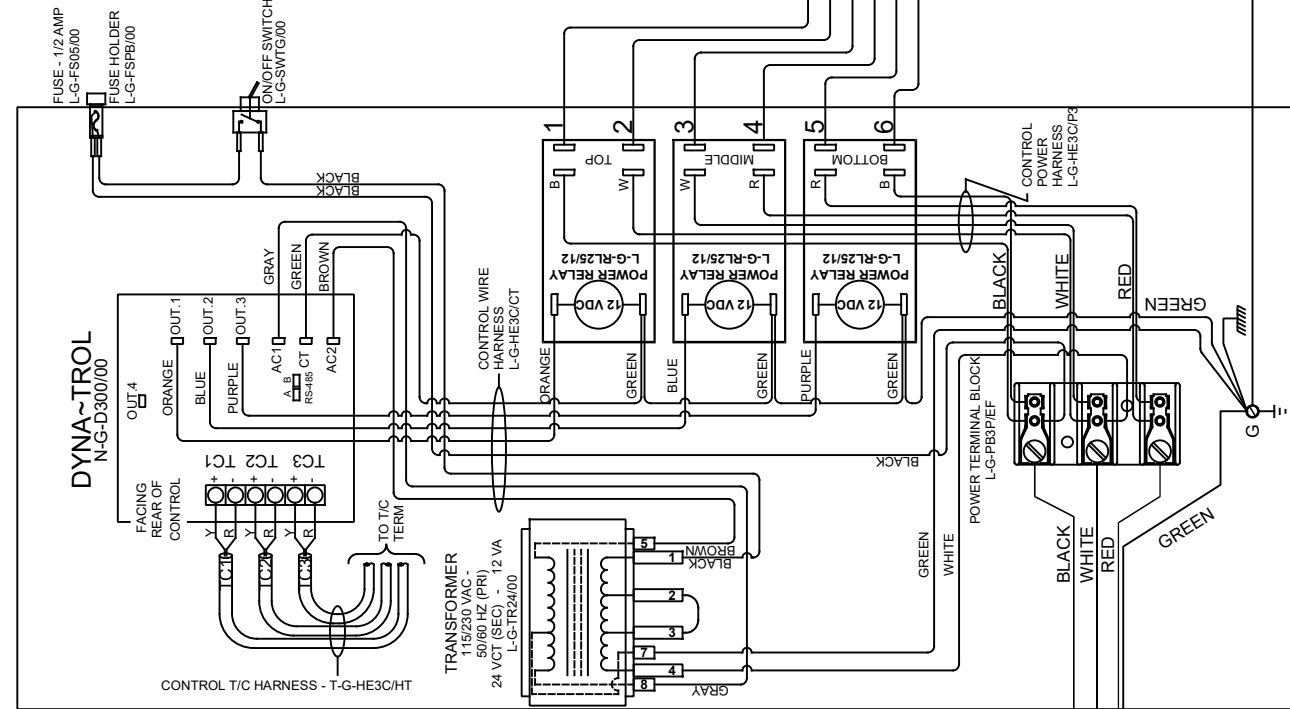 FUSE - 1/2 AMP
L-G-FS05/00
FUSE HOLDER
L-G-FSPB/00
ON/OFF SWITCH
L-G-SWTG/00
BLACK
BLACK
DYNA~TROL
N-G-D300/00
OUT.4
OUT.1
OUT.2
OUT.3
ORANGE
BLUE
PURPLE
GRAY
GREEN
BROWN
AC1
CT
AC2
A B
RS-485
TC1
TC2
TC3
+ - + - + -
Y R Y R Y R
FACING
REAR OF
CONTROL
C1
C2
C3
TO T/C
TERM
CONTROL T/C HARNESS - T-G-HE3C/HT
CONTROL WIRE
HARNESS
L-G-HE3C/CT
1 2 3 4 5 6
TOP
MIDDLE
BOTTOM
B W W R R B
POWER RELAY
L-G-RL25/12
12 VDC
POWER RELAY
L-G-RL25/12
12 VDC
POWER RELAY
L-G-RL25/12
12 VDC
ORANGE
GREEN
BLUE
GREEN
PURPLE
GREEN
CONTROL
POWER
HARNESS
L-G-HE3C/P3
BLACK
WHITE
RED
GREEN
BLACK
TRANSFORMER
115/230 VAC -
50/60 HZ (PRI)
24 VCT (SEC) - 12 VA
L-G-TR24/00
5
1
2
3
7
4
8
BROWN
BLACK
GRAY
GREEN
WHITE
POWER TERMINAL BLOCK
L-G-PB3P/EF
G
BLACK
WHITE
RED
GREEN